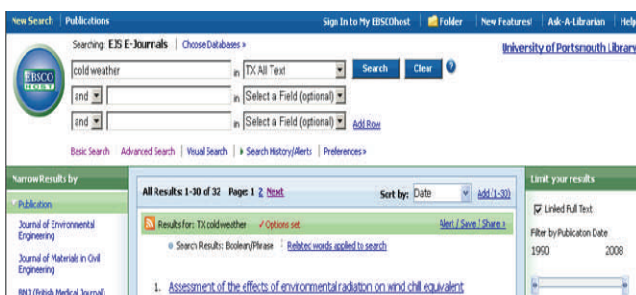 New Search Publications Sign In to My EBSCOhost Folder New Features! Ask-A-Librarian Help
Searching: EJS E-Journals Choose Databases »
University of Portsmouth Library
EBSCO HOST
cold weather in TX All Text Search Clear
and in Select a Field (optional)
and in Select a Field (optional) Add Row
Basic Search Advanced Search Visual Search Search History/Alerts Preferences »
Narrow Results by
Publication
Journal of Environmental Engineering
Journal of Materials in Civil Engineering
BMJ (British Medical Journal)
All Results: 1-30 of 32 Page: 1 2 Next Sort by: Date Add (1-30)
Results for: TX cold weather Options set Alert / Save / Share »
Search Results: Boolean/Phrase Related words applied to search
1. Assessment of the effects of environmental radiation on wind chill equivalent
Limit your results
Linked Full Text
Filter by Publication Date
1990 2008